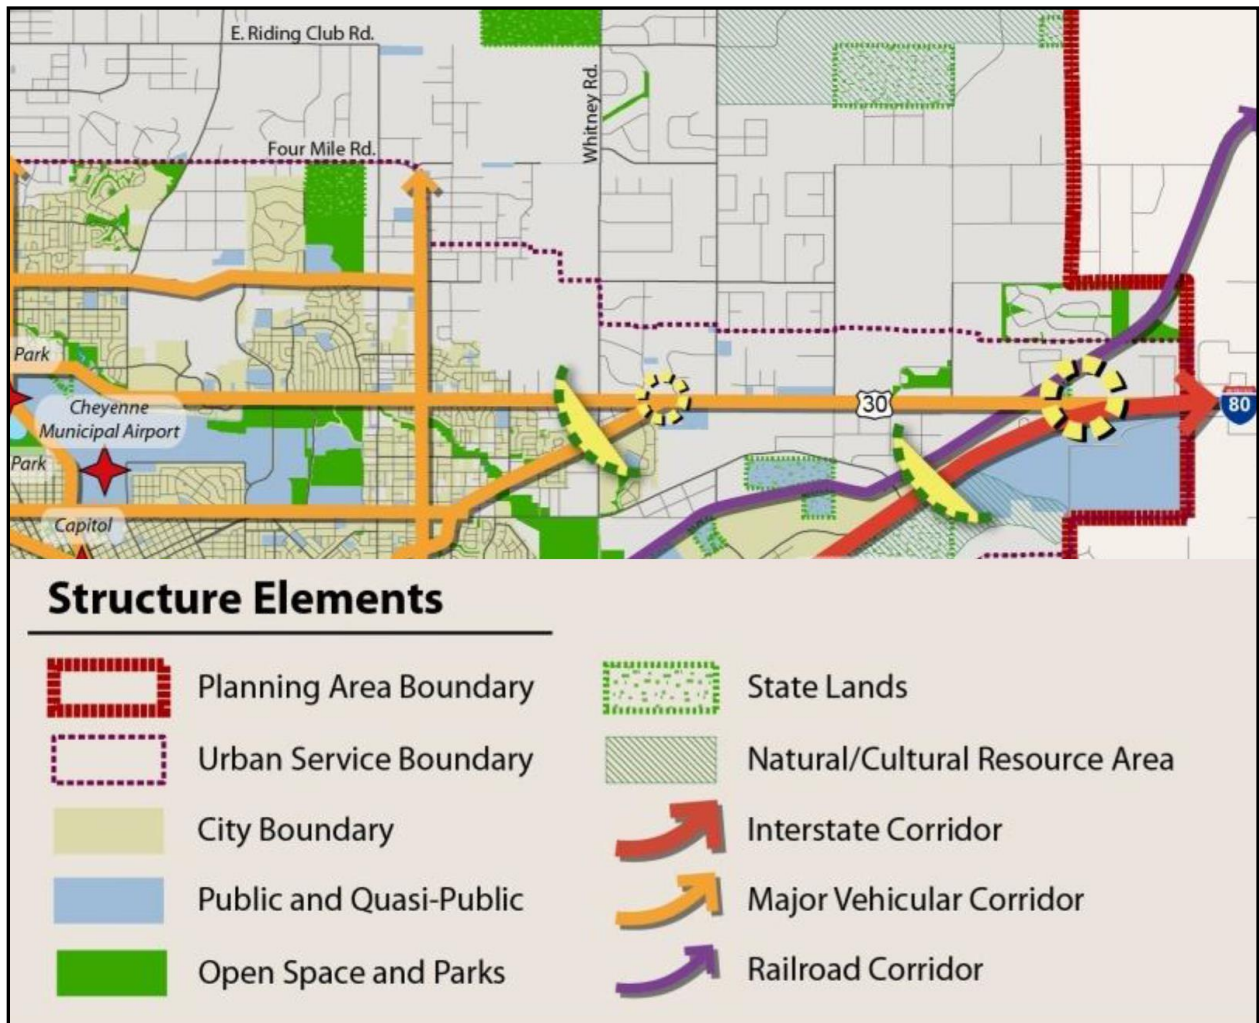 E. Riding Club Rd.
Whitney Rd.
Four Mile Rd.
Park
Cheyenne
Municipal Airport
30
80
Park
Capitol
Structure Elements
Planning Area Boundary
State Lands
Urban Service Boundary
Natural/Cultural Resource Area
City Boundary
Interstate Corridor
Public and Quasi-Public
Major Vehicular Corridor
Open Space and Parks
Railroad Corridor